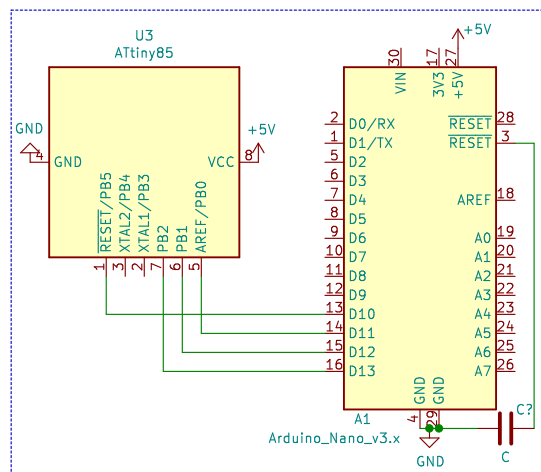 U3
ATtiny85
GND
4
GND
+5V
VCC
8
RESET/PB5
XTAL2/PB4
XTAL1/PB3
PB2
PB1
AREF/PB0
1
3
2
7
6
5
+5V
30
17
27
VIN
3V3
+5V
2
D0/RX
RESET
28
1
D1/TX
RESET
3
5
D2
6
D3
7
D4
AREF
18
8
D5
9
D6
A0
19
10
D7
A1
20
11
D8
A2
21
12
D9
A3
22
13
D10
A4
23
14
D11
A5
24
15
D12
A6
25
16
D13
A7
26
GND
GND
4
29
A1
Arduino_Nano_v3.x
GND
C?
C